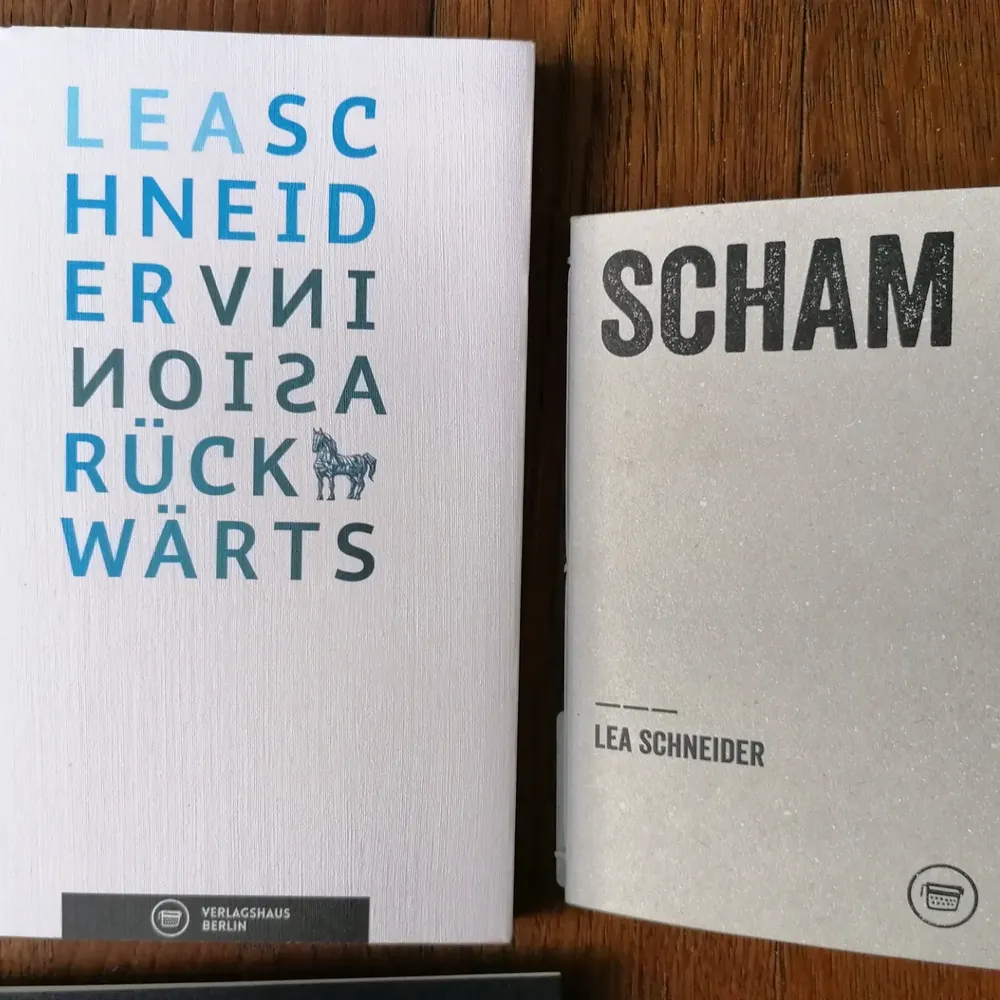 LEASC
HNEID
ERVNI
NOISA
RÜCK
WÄRTS
VERLAGSHAUS
BERLIN
SCHAM
LEA SCHNEIDER